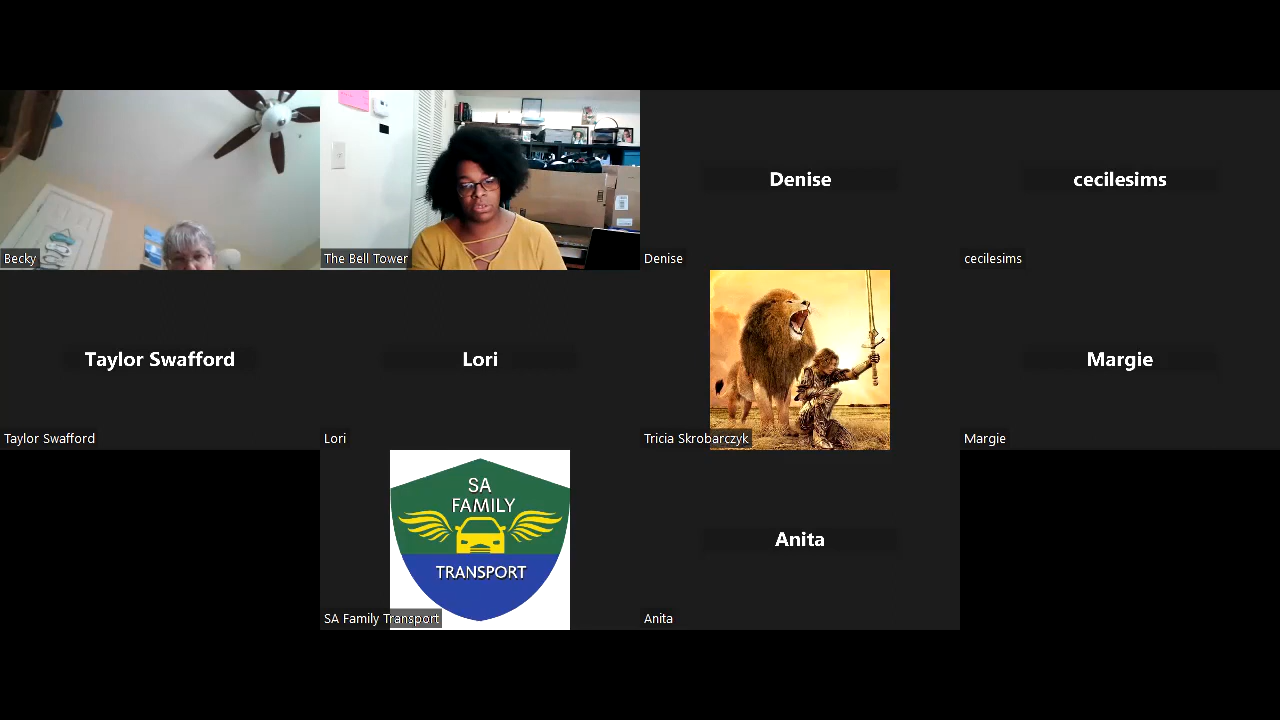 Becky
The Bell Tower
Denise
Denise
cecilesims
cecilesims
Taylor Swafford
Taylor Swafford
Lori
Lori
Tricia Skrobarczyk
Margie
Margie
SA
FAMILY
TRANSPORT
SA Family Transport
Anita
Anita